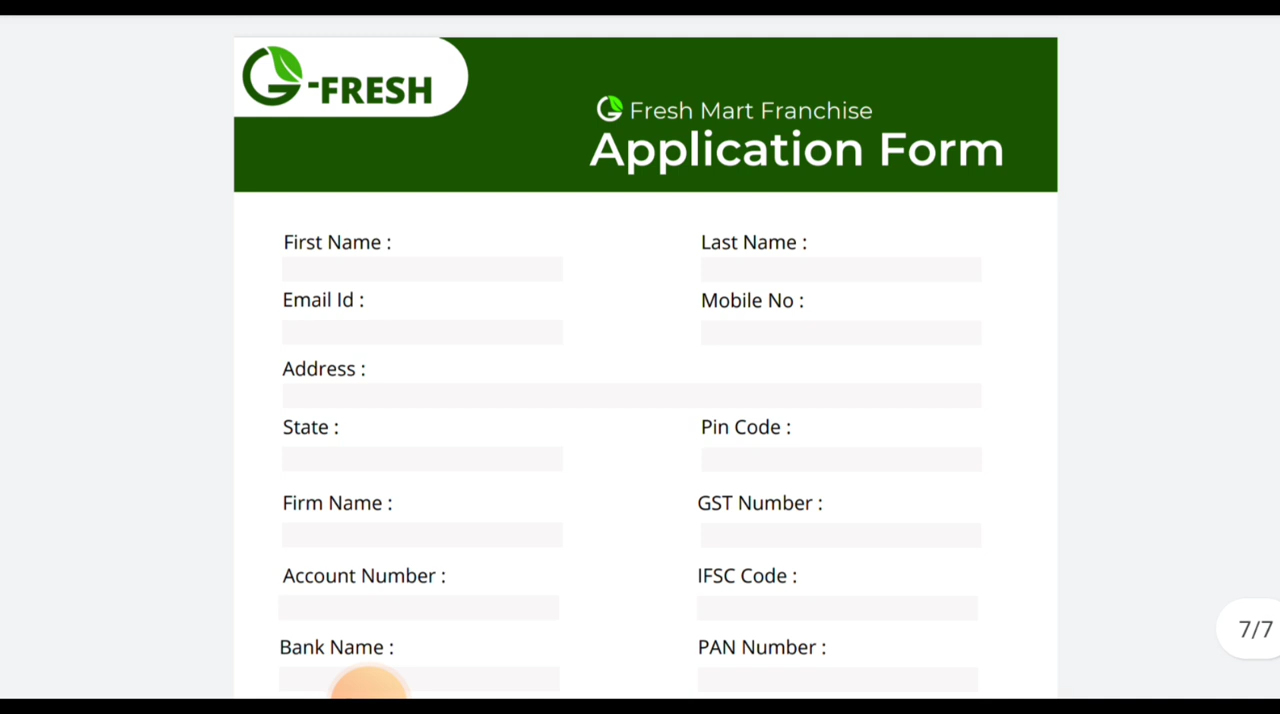 G-FRESH
G Fresh Mart Franchise
Application Form
First Name :
Last Name :
Email Id :
Mobile No :
Address :
State :
Pin Code :
Firm Name :
GST Number :
Account Number :
IFSC Code :
Bank Name :
PAN Number :
7/7